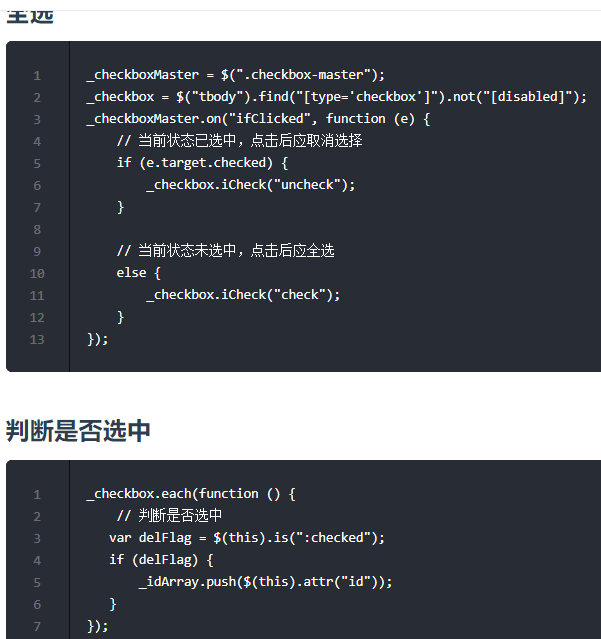 全选
1 _checkboxMaster = $(".checkbox-master");
2 _checkbox = $("tbody").find("[type='checkbox']").not("[disabled]");
3 _checkboxMaster.on("ifClicked", function (e) {
4 // 当前状态已选中，点击后应取消选择
5 if (e.target.checked) {
6 _checkbox.iCheck("uncheck");
7 }
8
9 // 当前状态未选中，点击后应全选
10 else {
11 _checkbox.iCheck("check");
12 }
13 });
判断是否选中
1 _checkbox.each(function () {
2 // 判断是否选中
3 var delFlag = $(this).is(":checked");
4 if (delFlag) {
5 _idArray.push($(this).attr("id"));
6 }
7 });